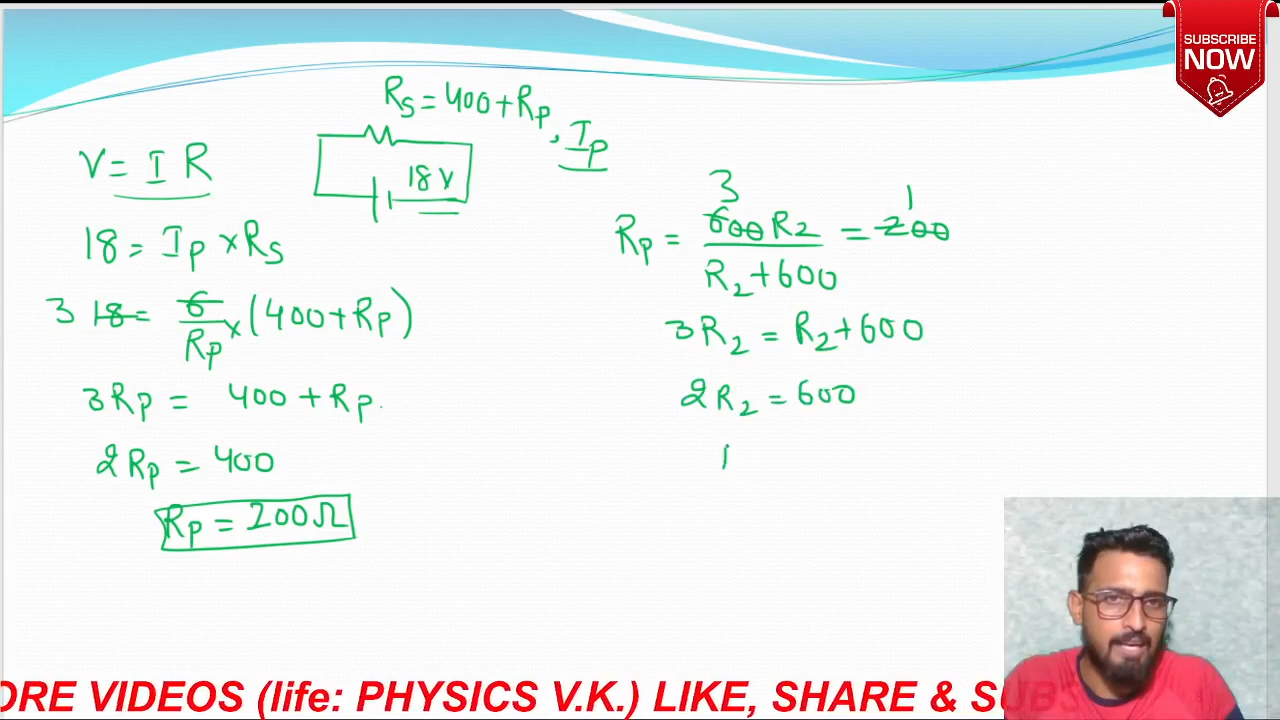 SUBSCRIBE
NOW
Rs = 400 + Rp, Ip
V = I R
18 V
18 = Ip × Rs
3 18 = 6/Rp × (400 + Rp)
3Rp = 400 + Rp.
2Rp = 400
Rp = 200Ω
3 1
Rp = 600 R2 / R2 + 600 = 200
3R2 = R2 + 600
2R2 = 600
ORE VIDEOS (life: PHYSICS V.K.) LIKE, SHARE & SUBS